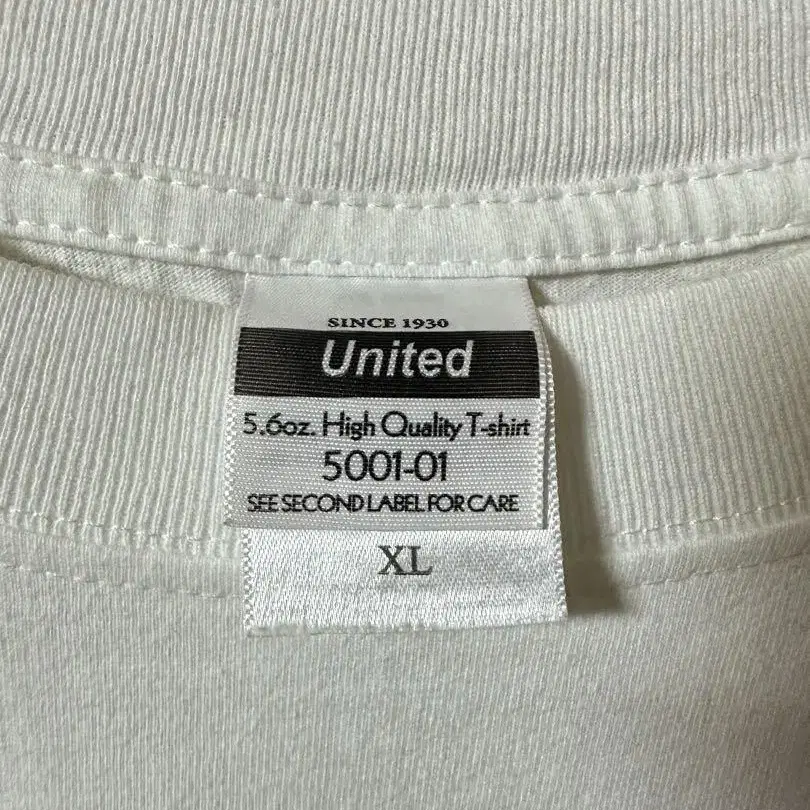 SINCE 1930
United
5.6oz. High Quality T-shirt
5001-01
SEE SECOND LABEL FOR CARE
XL